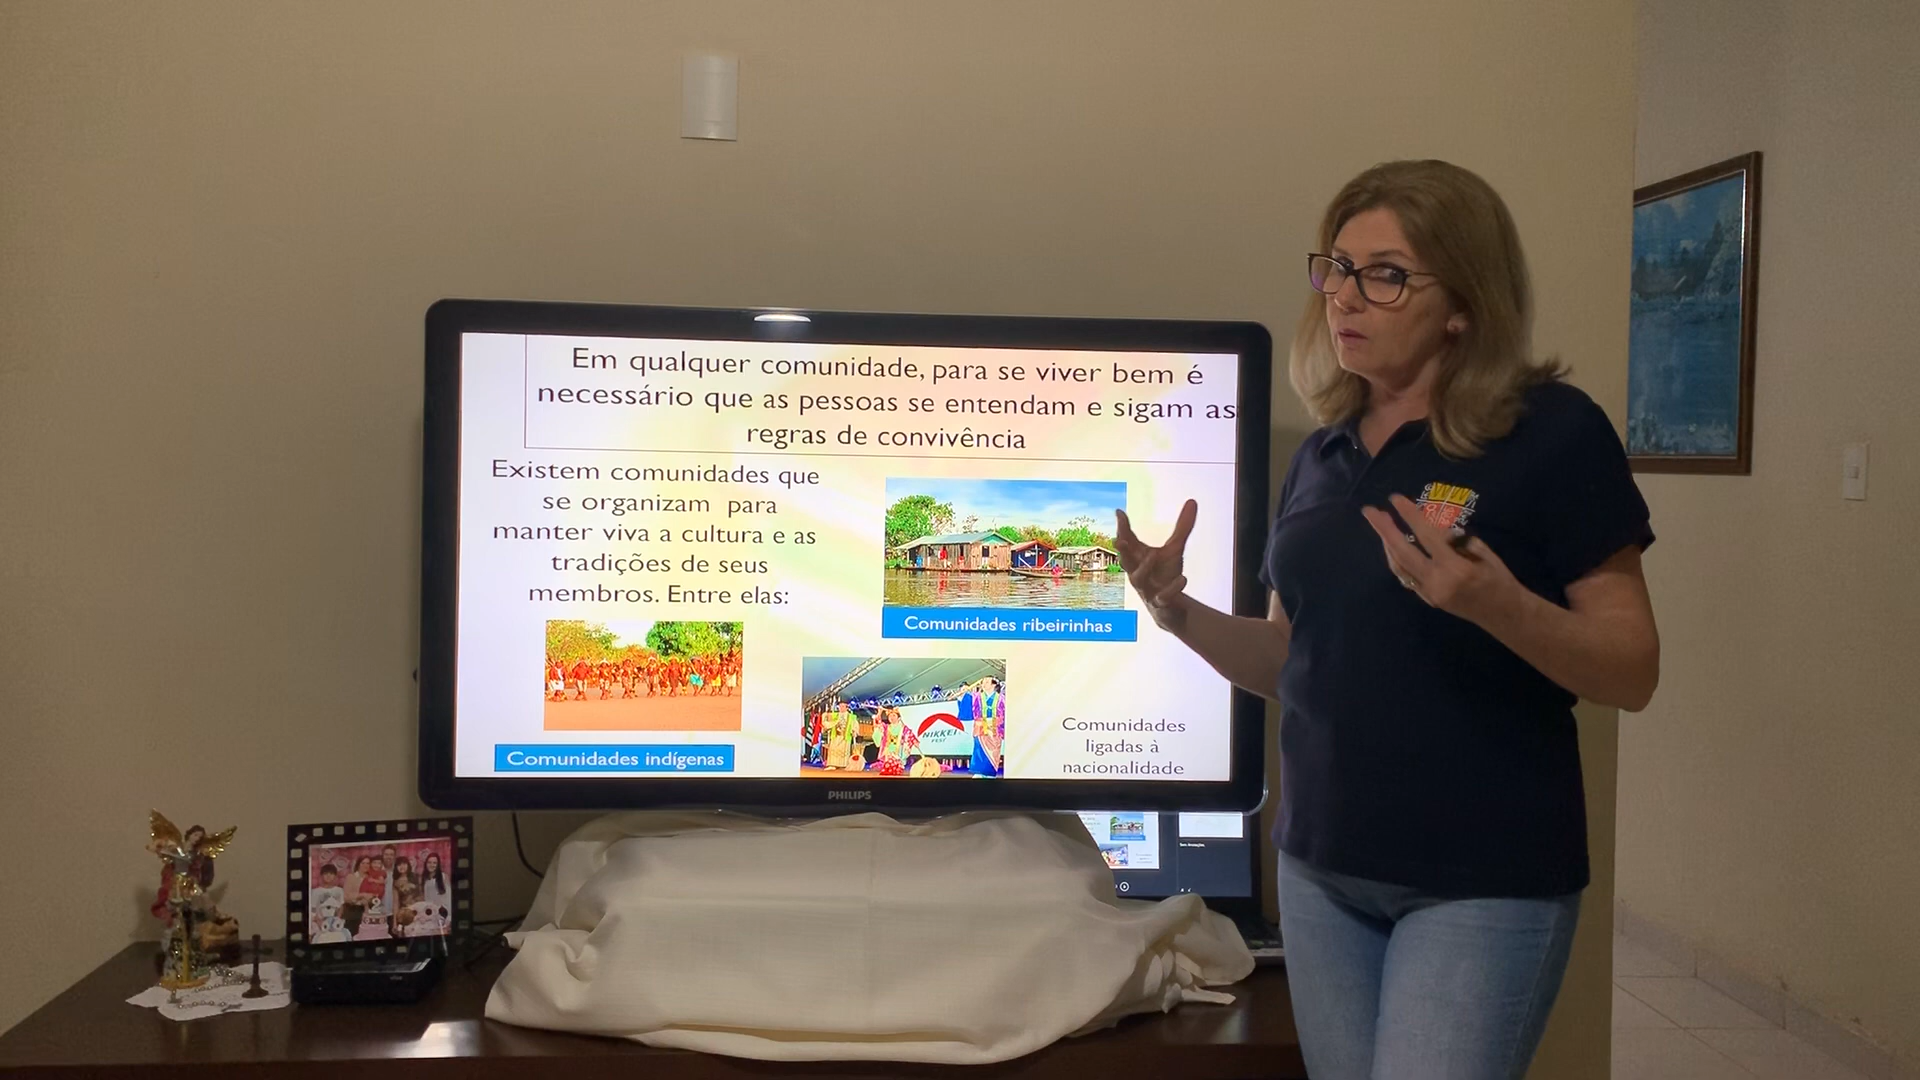 Em qualquer comunidade, para se viver bem é
necessário que as pessoas se entendam e sigam as
regras de convivência
Existem comunidades que
se organizam para
manter viva a cultura e as
tradições de seus
membros. Entre elas:
Comunidades ribeirinhas
Comunidades indígenas
NIKKEI
FEST
Comunidades
ligadas à
nacionalidade
PHILIPS